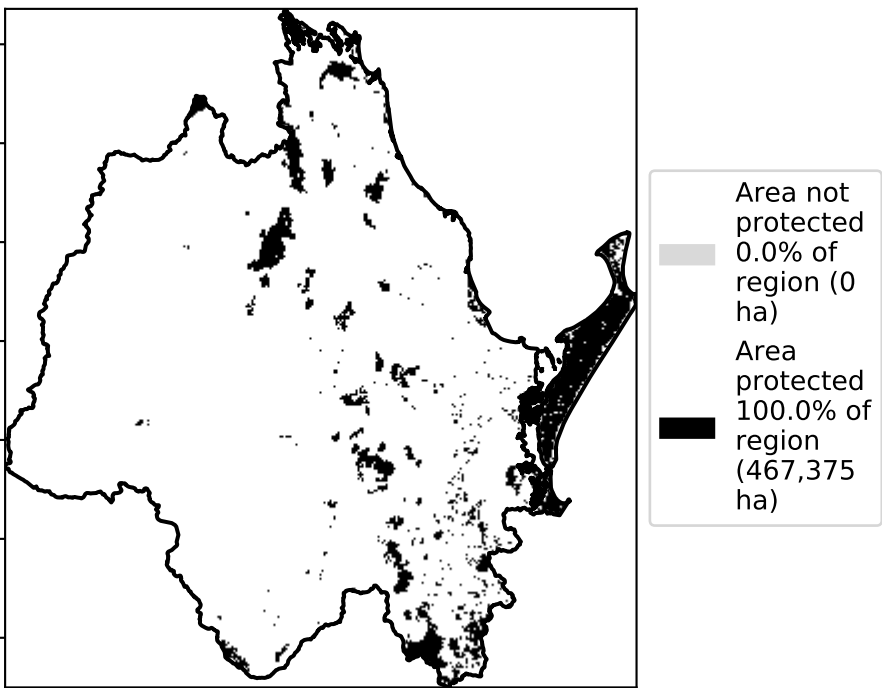 Area not
protected
0.0% of
region (0
ha)
Area
protected
100.0% of
region
(467,375
ha)